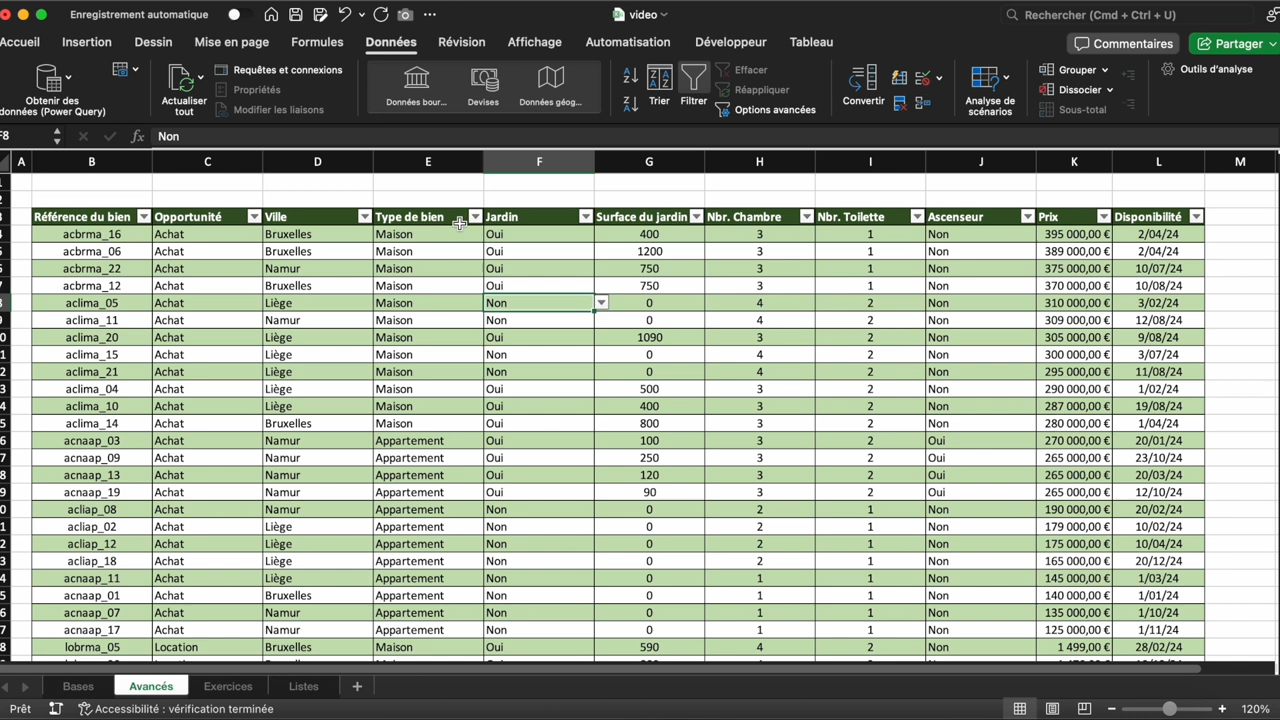 Enregistrement automatique video Rechercher (Cmd + Ctrl + U)
Accueil Insertion Dessin Mise en page Formules Données Révision Affichage Automatisation Développeur Tableau Commentaires Partager
Obtenir des données (Power Query) Actualiser tout Requêtes et connexions Propriétés Modifier les liaisons Données bour... Devises Données géog... Trier Filtrer Effacer Réappliquer Options avancées Convertir Analyse de scénarios Grouper Dissocier Sous-total Outils d'analyse
F8 fx Non
A B C D E F G H I J K L M
Référence du bien Opportunité Ville Type de bien Jardin Surface du jardin Nbr. Chambre Nbr. Toilette Ascenseur Prix Disponibilité
acbrma_16 Achat Bruxelles Maison Oui 400 3 1 Non 395 000,00 € 2/04/24
acbrma_06 Achat Bruxelles Maison Oui 1200 3 1 Non 389 000,00 € 2/04/24
acbrma_22 Achat Namur Maison Oui 750 3 1 Non 375 000,00 € 10/07/24
acbrma_12 Achat Bruxelles Maison Oui 750 3 1 Non 370 000,00 € 10/08/24
aclima_05 Achat Liège Maison Non 0 4 2 Non 310 000,00 € 3/02/24
aclima_11 Achat Namur Maison Non 0 4 2 Non 309 000,00 € 12/08/24
aclima_20 Achat Liège Maison Oui 1090 3 2 Non 305 000,00 € 9/08/24
aclima_15 Achat Liège Maison Non 0 4 2 Non 300 000,00 € 3/07/24
aclima_21 Achat Liège Maison Non 0 4 2 Non 295 000,00 € 11/08/24
aclima_04 Achat Liège Maison Oui 500 3 2 Non 290 000,00 € 1/02/24
aclima_10 Achat Liège Maison Oui 400 3 2 Non 287 000,00 € 19/08/24
aclima_14 Achat Bruxelles Maison Oui 800 3 2 Non 280 000,00 € 1/04/24
acnaap_03 Achat Namur Appartement Oui 100 3 2 Oui 270 000,00 € 20/01/24
acnaap_09 Achat Namur Appartement Oui 250 3 2 Oui 265 000,00 € 23/10/24
acnaap_13 Achat Namur Appartement Oui 120 3 2 Oui 265 000,00 € 20/03/24
acnaap_19 Achat Namur Appartement Oui 90 3 2 Oui 265 000,00 € 12/10/24
acliap_08 Achat Namur Appartement Non 0 2 1 Non 190 000,00 € 20/02/24
acliap_02 Achat Liège Appartement Non 0 2 1 Non 179 000,00 € 10/02/24
acliap_12 Achat Liège Appartement Non 0 2 1 Non 175 000,00 € 10/04/24
acliap_18 Achat Liège Appartement Non 0 2 1 Non 165 000,00 € 20/12/24
acnaap_11 Achat Liège Appartement Non 0 1 1 Non 145 000,00 € 1/03/24
acnaap_01 Achat Bruxelles Appartement Non 0 1 1 Non 140 000,00 € 1/01/24
acnaap_07 Achat Namur Appartement Non 0 1 1 Non 135 000,00 € 1/10/24
acnaap_17 Achat Namur Appartement Non 0 1 1 Non 125 000,00 € 1/11/24
lobrma_05 Location Bruxelles Maison Oui 590 4 2 Non 1 499,00 € 28/02/24
Bases Avancés Exercices Listes
Prêt Accessibilité : vérification terminée 120%